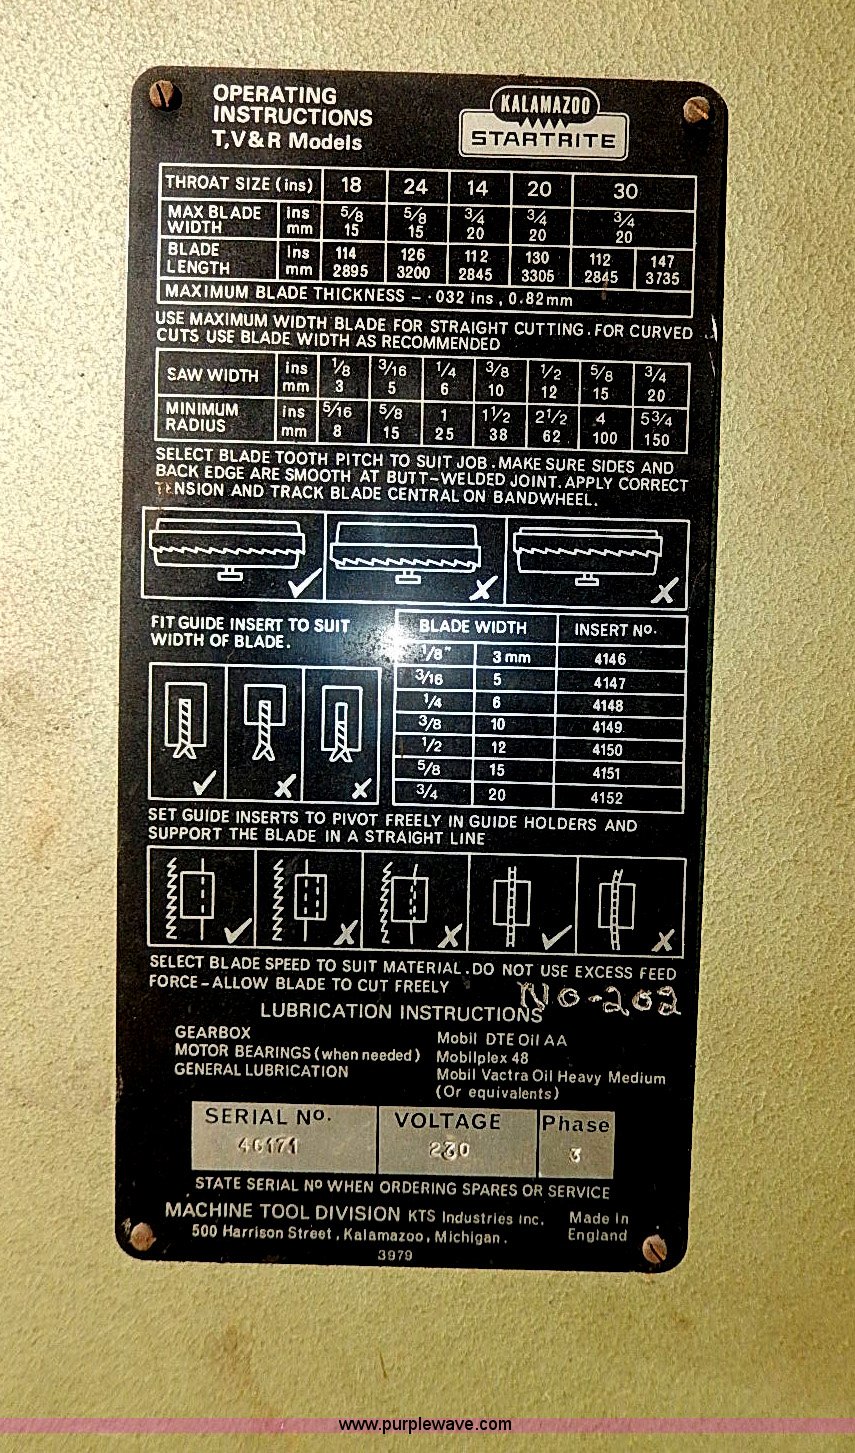 OPERATING
INSTRUCTIONS
T,V&R Models
KALAMAZOO
STARTRITE
THROAT SIZE (ins) 18 24 14 20 30
MAX BLADE WIDTH ins 5/8 5/8 3/4 3/4 3/4
mm 15 15 20 20 20
BLADE LENGTH ins 114 126 112 130 112 147
mm 2895 3200 2845 3305 2845 3735
MAXIMUM BLADE THICKNESS - .032 ins, 0.82mm
USE MAXIMUM WIDTH BLADE FOR STRAIGHT CUTTING. FOR CURVED
CUTS USE BLADE WIDTH AS RECOMMENDED
SAW WIDTH ins 1/8 3/16 1/4 3/8 1/2 5/8 3/4
mm 3 5 6 10 12 15 20
MINIMUM RADIUS ins 5/16 5/8 1 1 1/2 2 1/2 4 5 3/4
mm 8 15 25 38 62 100 150
SELECT BLADE TOOTH PITCH TO SUIT JOB. MAKE SURE SIDES AND
BACK EDGE ARE SMOOTH AT BUTT-WELDED JOINT. APPLY CORRECT
TENSION AND TRACK BLADE CENTRAL ON BANDWHEEL.
FIT GUIDE INSERT TO SUIT
WIDTH OF BLADE.
BLADE WIDTH INSERT No.
1/8" 3mm 4146
3/16 5 4147
1/4 6 4148
3/8 10 4149
1/2 12 4150
5/8 15 4151
3/4 20 4152
SET GUIDE INSERTS TO PIVOT FREELY IN GUIDE HOLDERS AND
SUPPORT THE BLADE IN A STRAIGHT LINE
SELECT BLADE SPEED TO SUIT MATERIAL. DO NOT USE EXCESS FEED
FORCE-ALLOW BLADE TO CUT FREELY
NO-202
LUBRICATION INSTRUCTIONS
GEARBOX Mobil DTE Oil AA
MOTOR BEARINGS (when needed) Mobilplex 48
GENERAL LUBRICATION Mobil Vactra Oil Heavy Medium
(Or equivalents)
SERIAL No. VOLTAGE Phase
46171 230 3
STATE SERIAL No WHEN ORDERING SPARES OR SERVICE
MACHINE TOOL DIVISION KTS Industries Inc. Made in
500 Harrison Street, Kalamazoo, Michigan. England
3979
www.purplewave.com